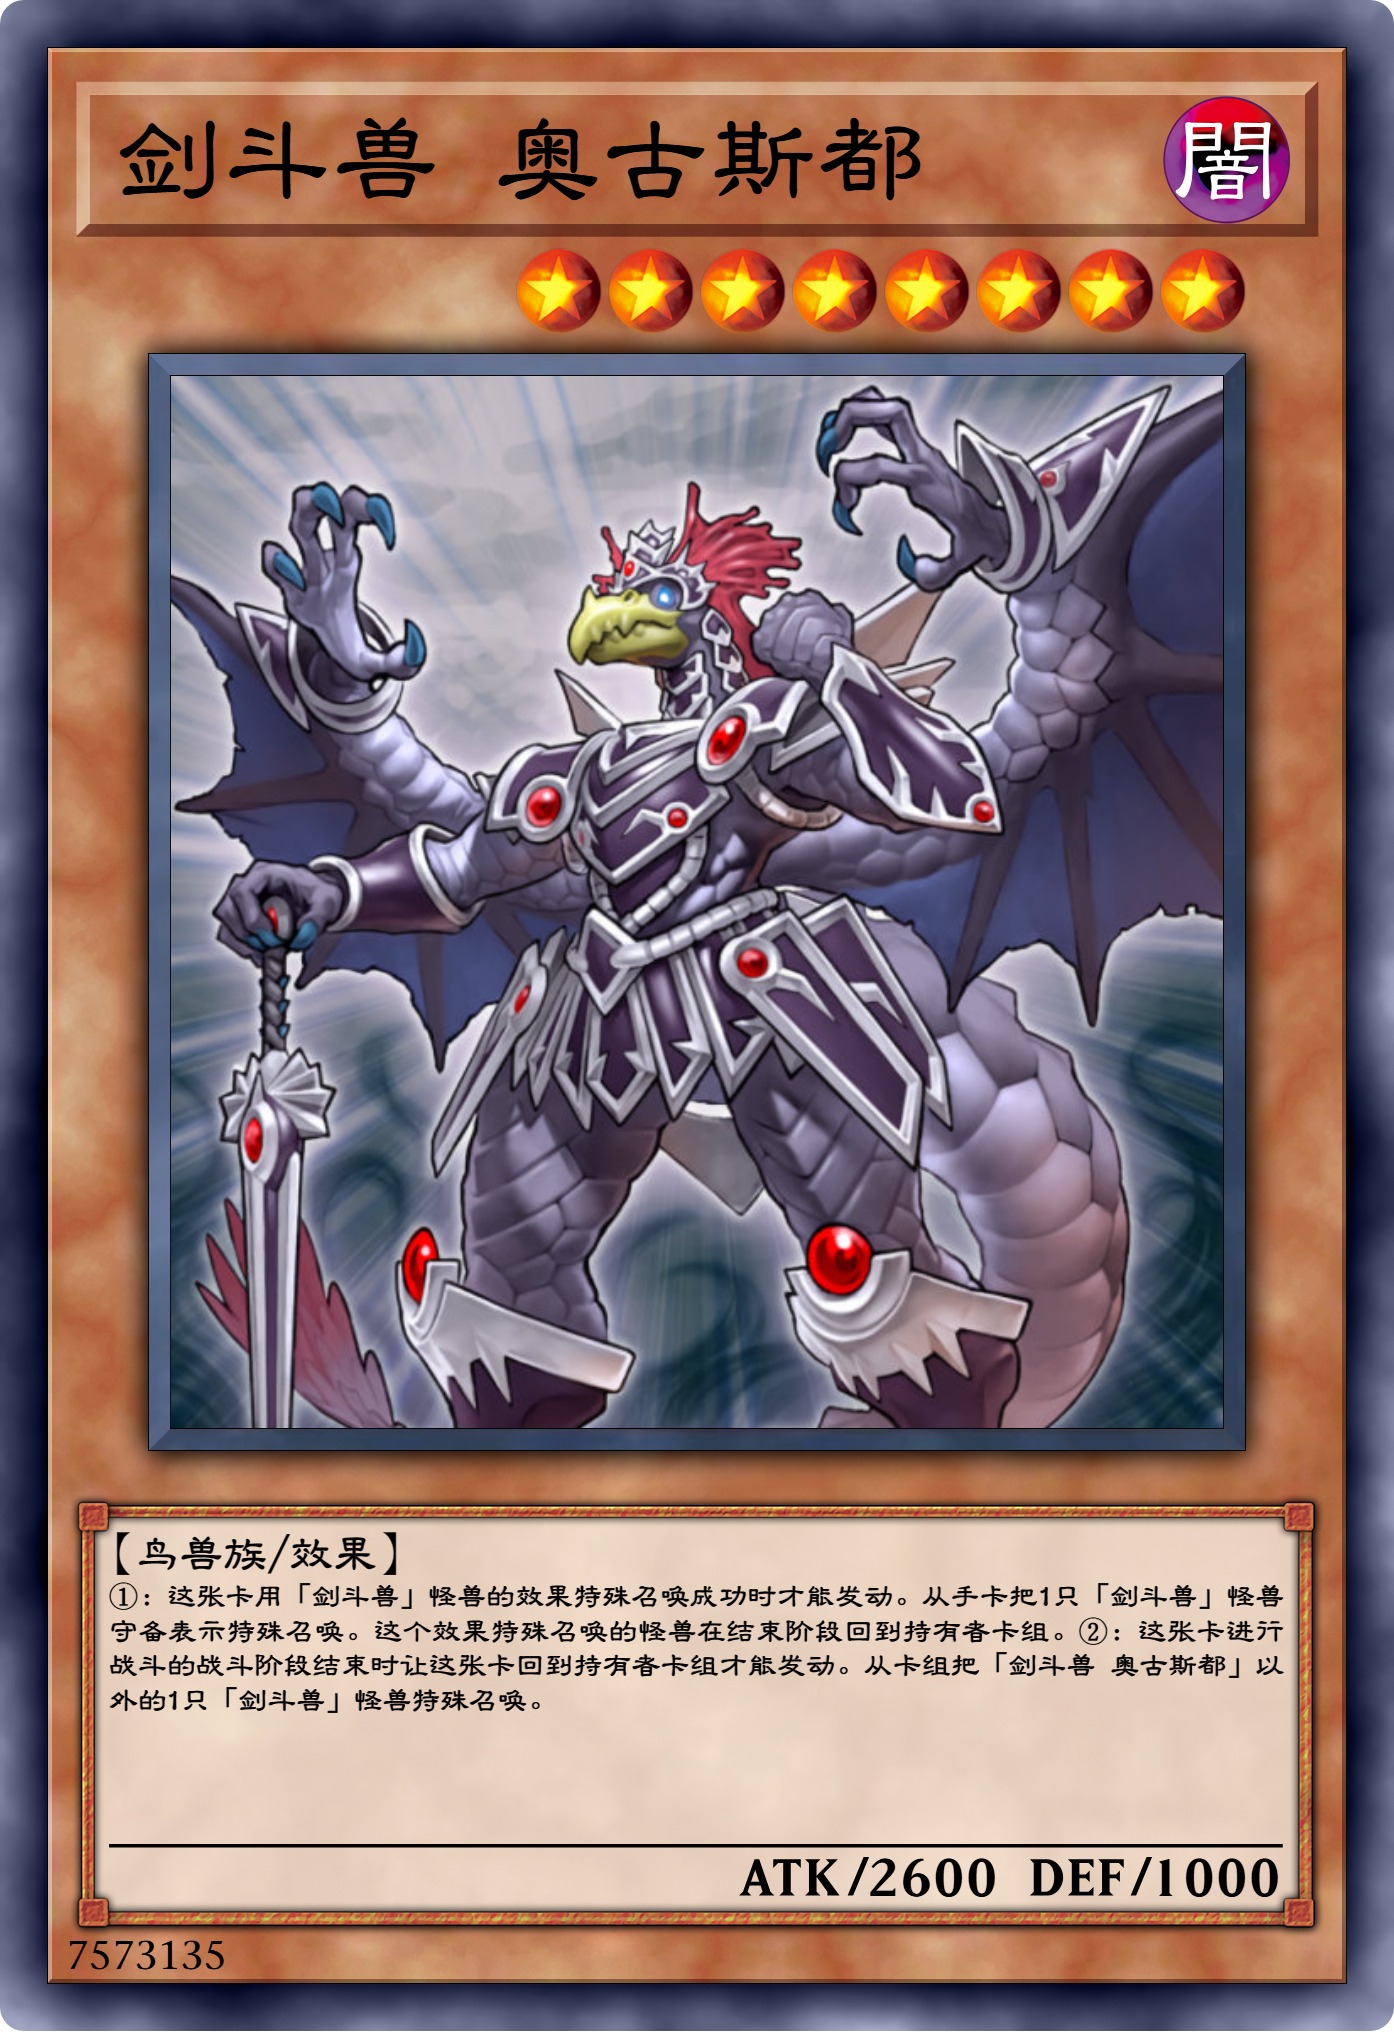 剑斗兽 奥古斯都
闇
【鸟兽族/效果】
①：这张卡用「剑斗兽」怪兽的效果特殊召唤成功时才能发动。从手卡把1只「剑斗兽」怪兽
守备表示特殊召唤。这个效果特殊召唤的怪兽在结束阶段回到持有者卡组。②：这张卡进行
战斗的战斗阶段结束时让这张卡回到持有者卡组才能发动。从卡组把「剑斗兽 奥古斯都」以
外的1只「剑斗兽」怪兽特殊召唤。
ATK/2600 DEF/1000
7573135